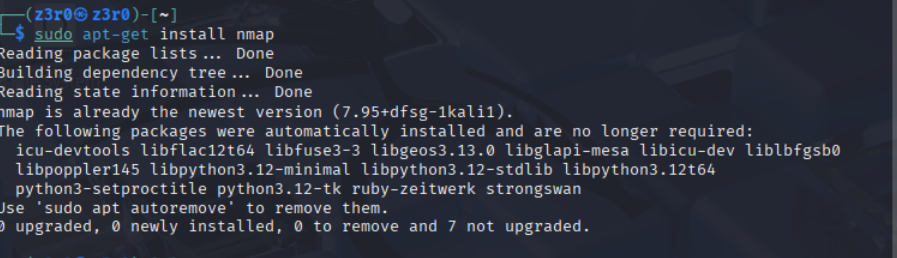 (z3r0㉿z3r0)-[~]
$ sudo apt-get install nmap
Reading package lists... Done
Building dependency tree... Done
Reading state information... Done
nmap is already the newest version (7.95+dfsg-1kali1).
The following packages were automatically installed and are no longer required:
icu-devtools libflac12t64 libfuse3-3 libgeos3.13.0 libglapi-mesa libicu-dev liblbfgsb0
libpoppler145 libpython3.12-minimal libpython3.12-stdlib libpython3.12t64
python3-setproctitle python3.12-tk ruby-zeitwerk strongswan
Use 'sudo apt autoremove' to remove them.
0 upgraded, 0 newly installed, 0 to remove and 7 not upgraded.